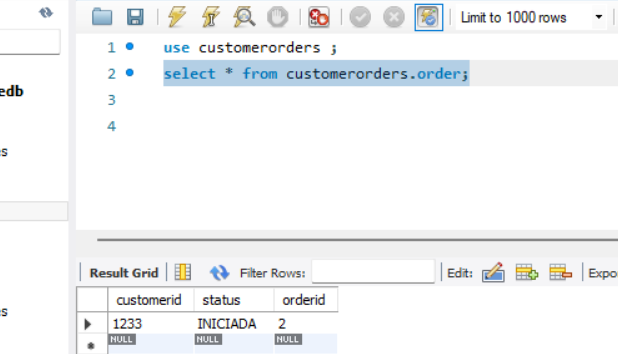 Limit to 1000 rows
1 use customerorders ;
2 select * from customerorders.order;
3
4
edb
es
es
Result Grid Filter Rows: Edit: Expo
customerid status orderid
1233 INICIADA 2
NULL NULL NULL